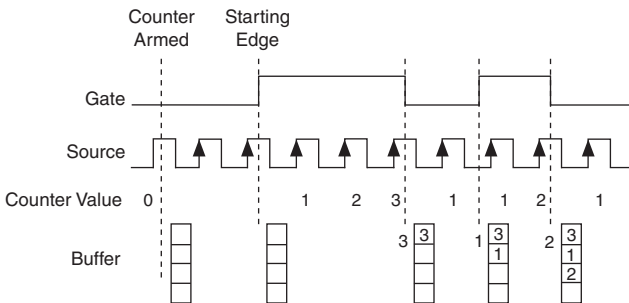 Counter Armed
Starting Edge
Gate
Source
Counter Value 0 1 2 3 1 1 2 1
Buffer
3 3
1 3 1
2 3 1 2